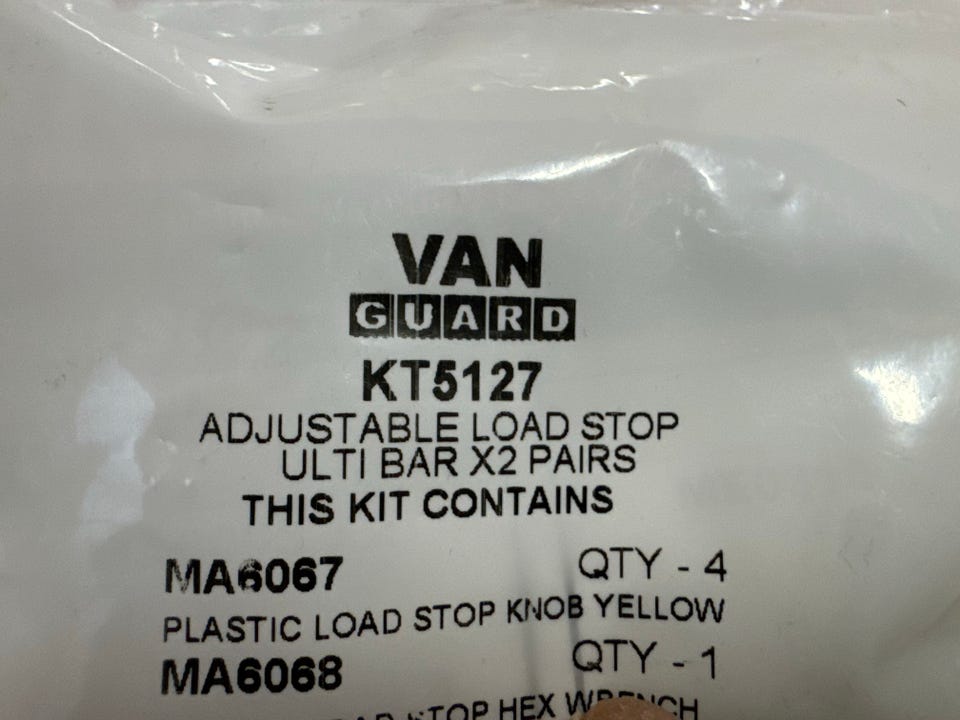 VAN
GUARD
KT5127
ADJUSTABLE LOAD STOP
ULTI BAR X2 PAIRS
THIS KIT CONTAINS
MA6067 QTY - 4
PLASTIC LOAD STOP KNOB YELLOW
MA6068 QTY - 1
STOP HEX